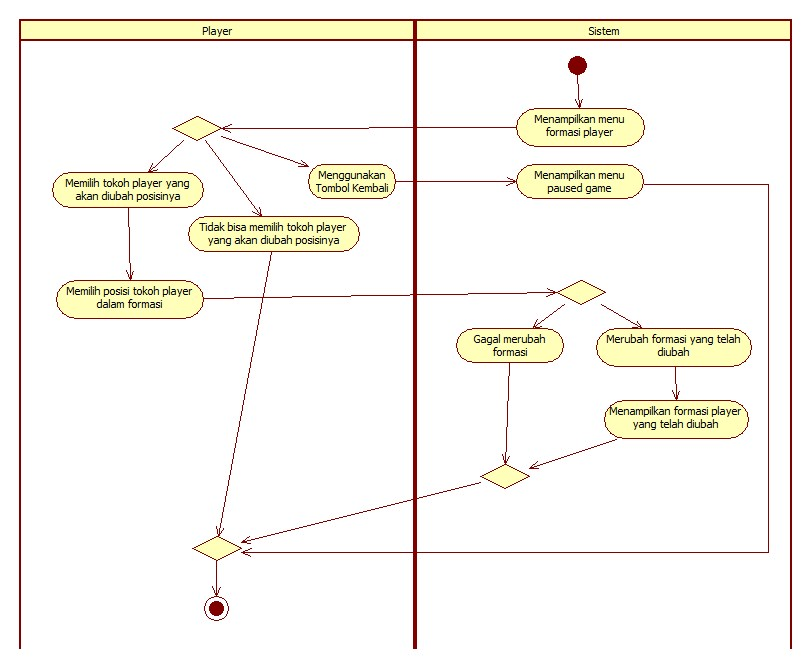 Player
Sistem
Menampilkan menu
formasi player
Memilih tokoh player yang
akan diubah posisinya
Menggunakan
Tombol Kembali
Menampilkan menu
paused game
Tidak bisa memilih tokoh player
yang akan diubah posisinya
Memilih posisi tokoh player
dalam formasi
Gagal merubah
formasi
Merubah formasi yang telah
diubah
Menampilkan formasi player
yang telah diubah